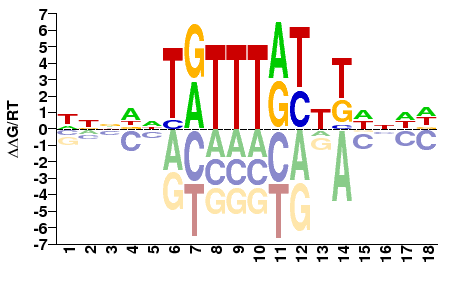 7
6
5
4
3
2
1
0
-1
-2
-3
-4
-5
-6
-7
ΔΔG/RT
T G T T T A T T
A G C T G A T A A A
C A A A A C A G A C C C C
G C C C C T G
T G G G
1 2 3 4 5 6 7 8 9 10 11 12 13 14 15 16 17 18